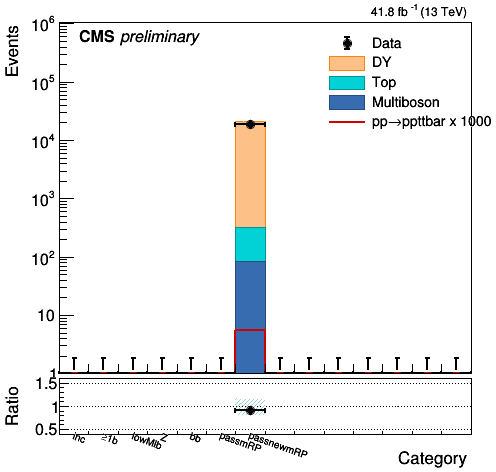 41.8 fb⁻¹ (13 TeV)
CMS preliminary
Events
10⁶
10⁵
10⁴
10³
10²
10
1
Data
DY
Top
Multiboson
pp→ppttbar x 1000
Ratio
1.5
1
0.5
inc
≥1b
lowMlb
Z
bb
passmRP
passnewmRP
Category